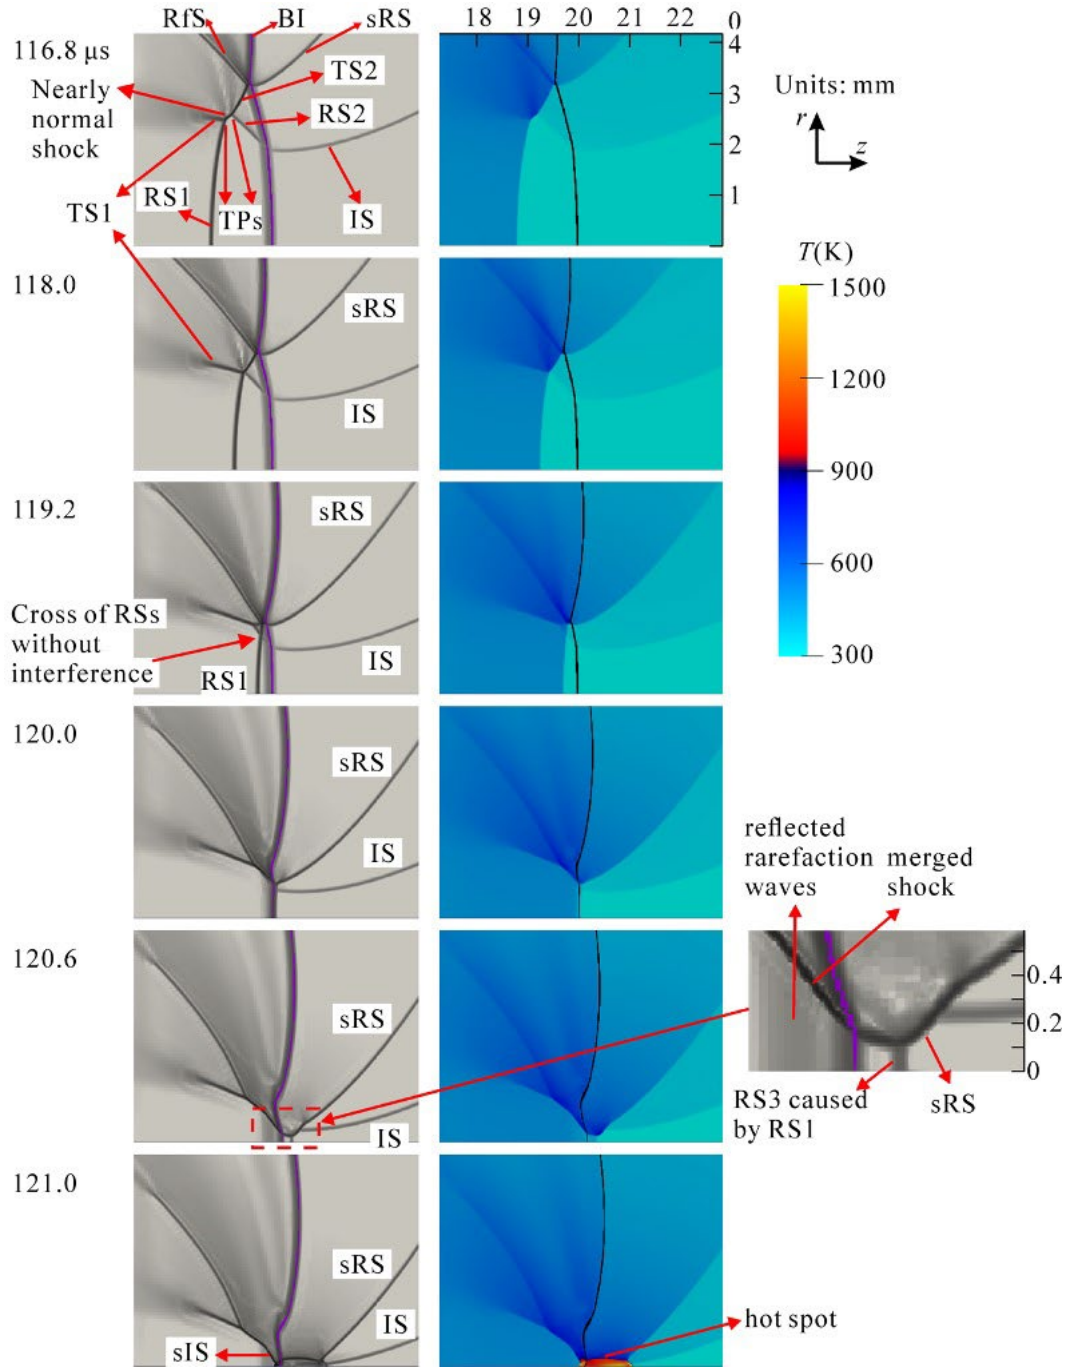 RfS BI sRS
116.8 μs
TS2
Nearly
normal
shock
RS2
RS1
TS1
TPs
IS
18 19 20 21 22
0
4
3
2
1
Units: mm
r
z
T(K)
1500
1200
900
600
300
118.0
sRS
IS
119.2
sRS
Cross of RSs
without
interference
RS1
IS
120.0
sRS
IS
reflected
rarefaction
waves
merged
shock
120.6
sRS
IS
0.4
0.2
0
RS3 caused
by RS1
sRS
121.0
sRS
IS
sIS
hot spot